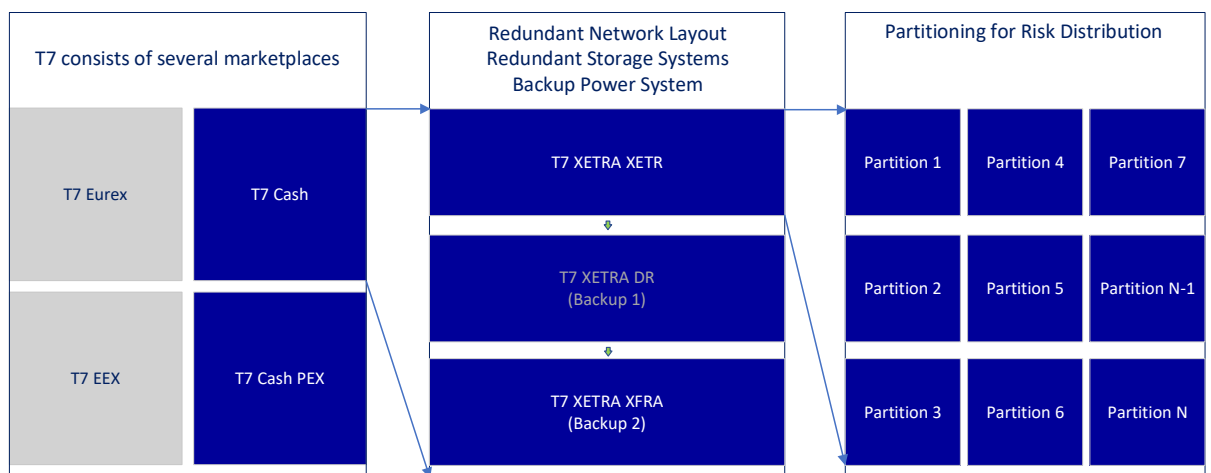 T7 consists of several marketplaces
T7 Eurex
T7 Cash
T7 EEX
T7 Cash PEX
Redundant Network Layout
Redundant Storage Systems
Backup Power System
T7 XETRA XETR
T7 XETRA DR
(Backup 1)
T7 XETRA XFRA
(Backup 2)
Partitioning for Risk Distribution
Partition 1
Partition 4
Partition 7
Partition 2
Partition 5
Partition N-1
Partition 3
Partition 6
Partition N